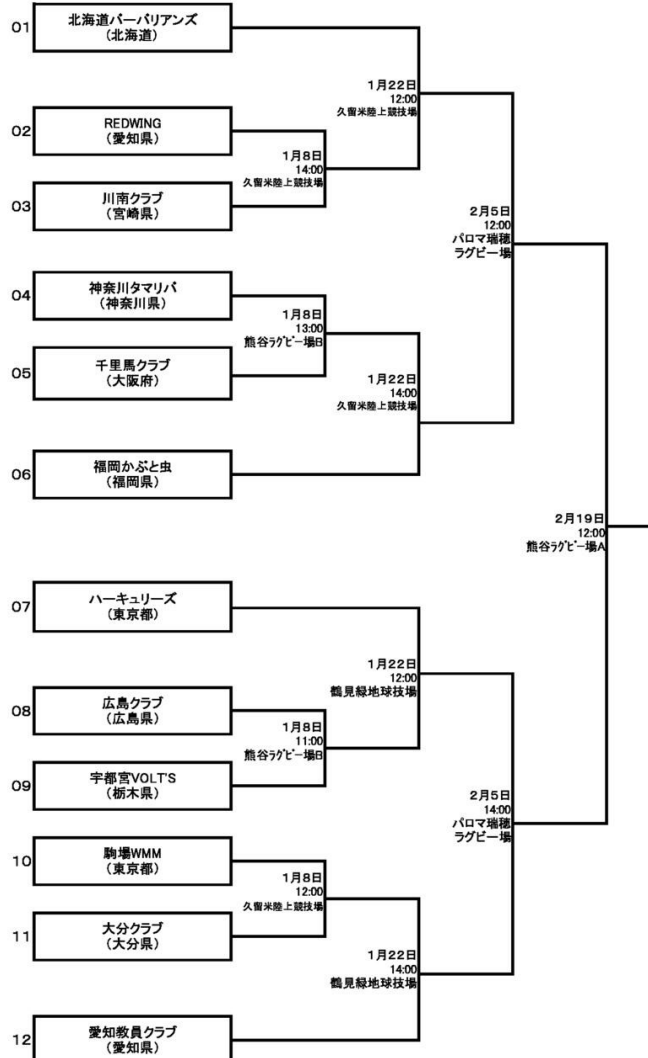 01
北海道バーバリアンズ
(北海道)
1月22日
12:00
久留米陸上競技場
02
REDWING
(愛知県)
1月8日
14:00
久留米陸上競技場
03
川南クラブ
(宮崎県)
2月5日
12:00
パロマ瑞穂
ラグビー場
04
神奈川タマリバ
(神奈川県)
1月8日
13:00
熊谷ラグビー場B
05
千里馬クラブ
(大阪府)
1月22日
14:00
久留米陸上競技場
06
福岡かぶと虫
(福岡県)
2月19日
12:00
熊谷ラグビー場A
07
ハーキュリーズ
(東京都)
1月22日
12:00
鶴見緑地球技場
08
広島クラブ
(広島県)
1月8日
11:00
熊谷ラグビー場B
09
宇都宮VOLT'S
(栃木県)
2月5日
14:00
パロマ瑞穂
ラグビー場
10
駒場WMM
(東京都)
1月8日
12:00
久留米陸上競技場
11
大分クラブ
(大分県)
1月22日
14:00
鶴見緑地球技場
12
愛知教員クラブ
(愛知県)